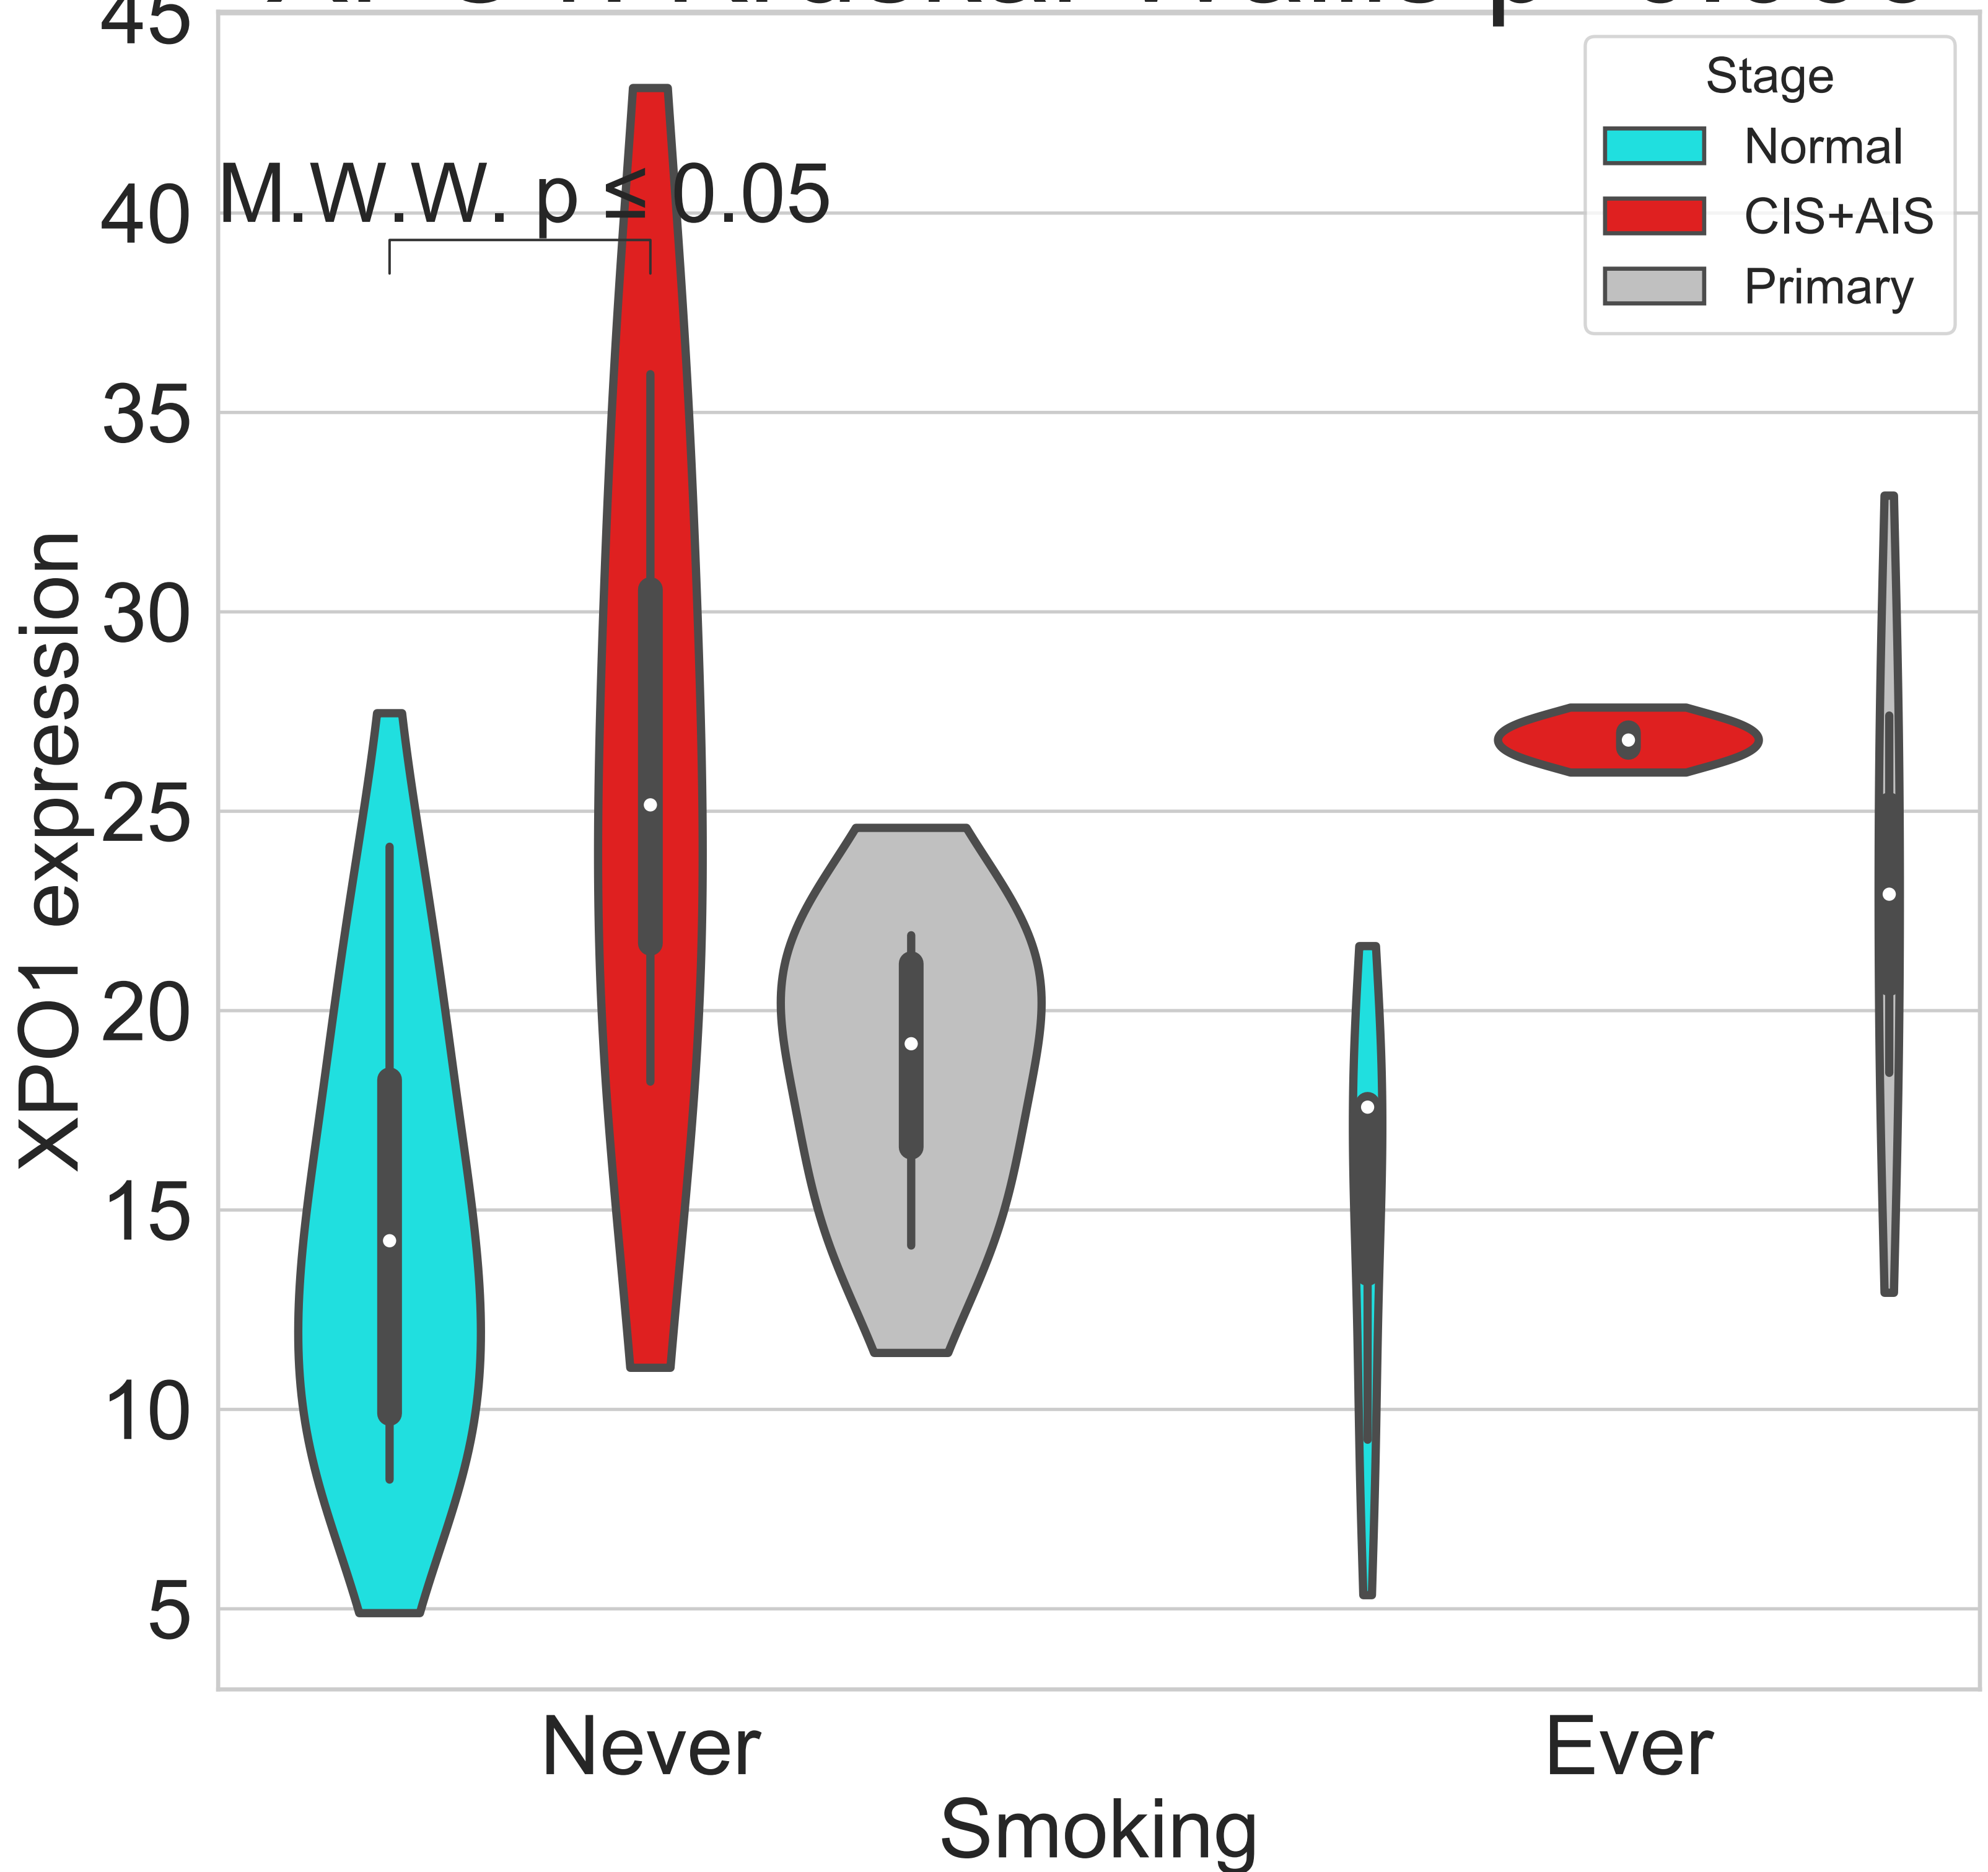 45
M.W.W. p ≤ 0.05
40
35
30
25
20
15
10
5
XPO1 expression
Stage
Normal
CIS+AIS
Primary
Never
Ever
Smoking